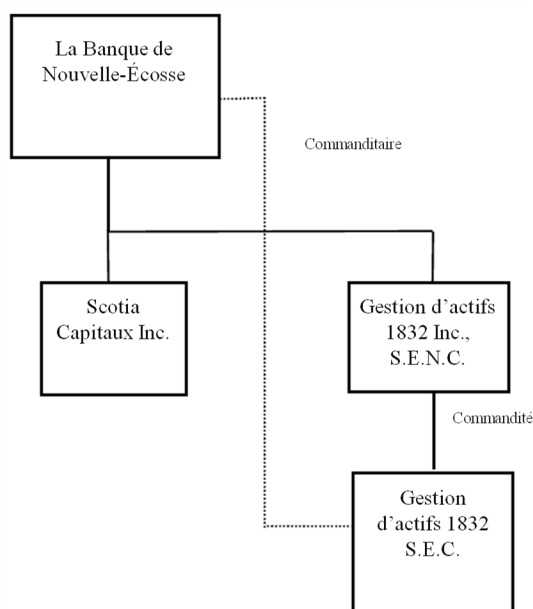 La Banque de
Nouvelle-Écosse
Commanditaire
Scotia
Capitaux Inc.
Gestion d'actifs
1832 Inc.,
S.E.N.C.
Commandité
Gestion
d'actifs 1832
S.E.C.